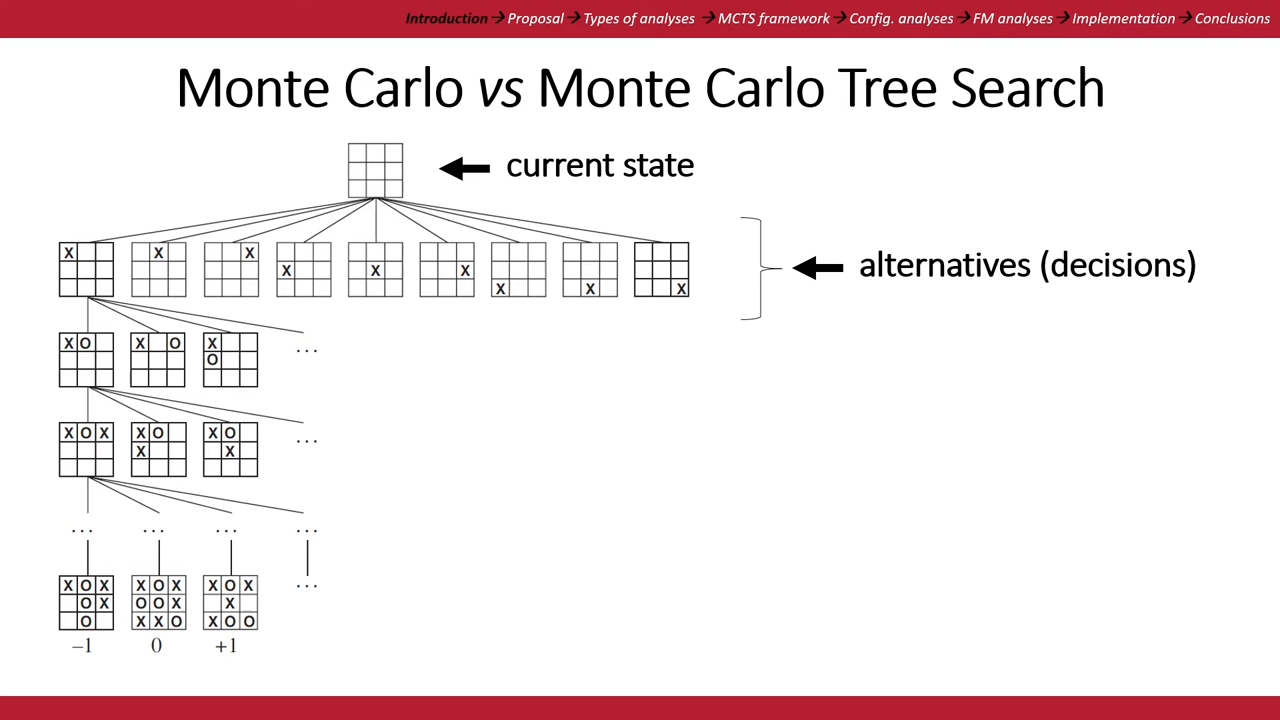 Introduction→Proposal→Types of analyses →MCTS framework→Config. analyses→FM analyses→Implementation→Conclusions
Monte Carlo vs Monte Carlo Tree Search
current state
X X X X X X X X X
alternatives (decisions)
X O X O X
O
...
X O X X O X O
X X
...
... ... ... ...
X O X X O X X O X
O X O O X X
O X X O X O O
...
–1 0 +1